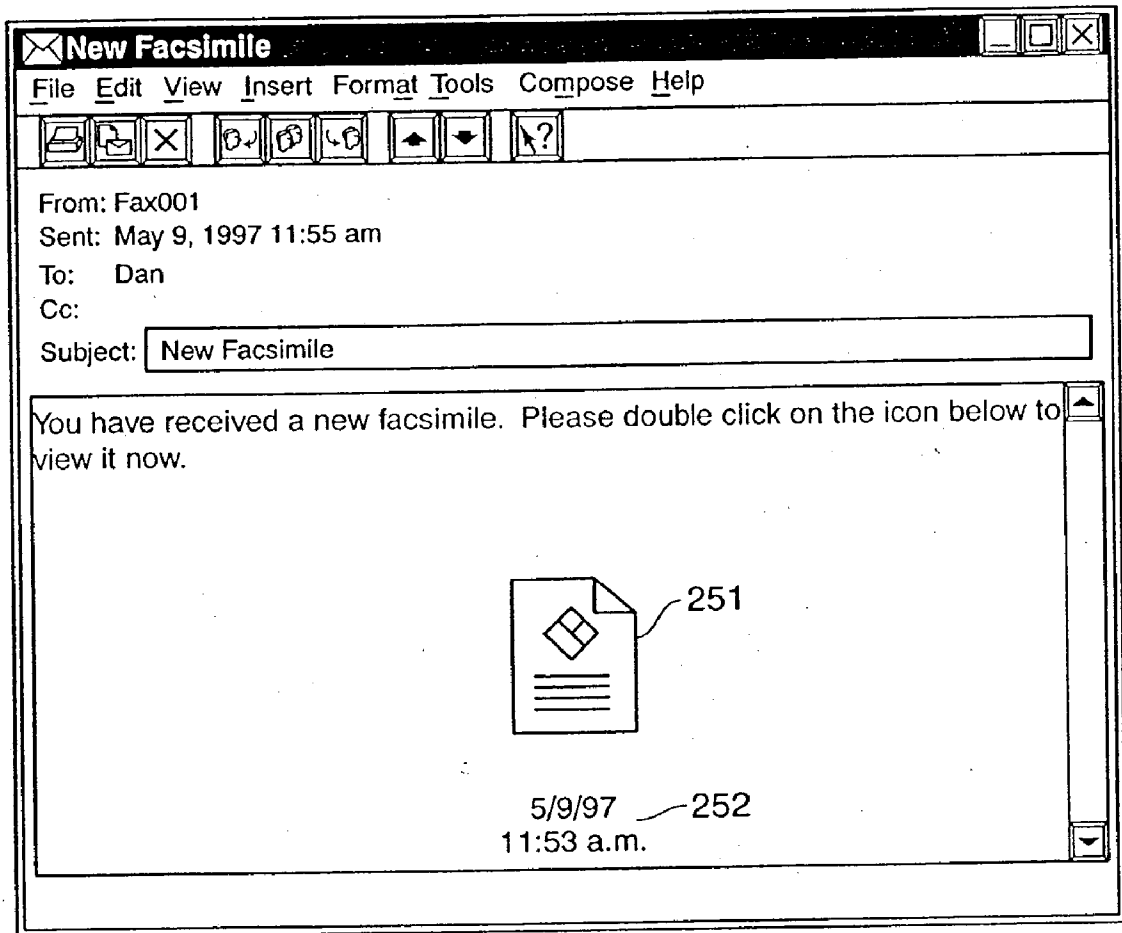 New Facsimile
File Edit View Insert Format Tools Compose Help
?
From: Fax001
Sent: May 9, 1997 11:55 am
To: Dan
Cc:
Subject: New Facsimile
You have received a new facsimile. Please double click on the icon below to
view it now.
251
5/9/97 252
11:53 a.m.